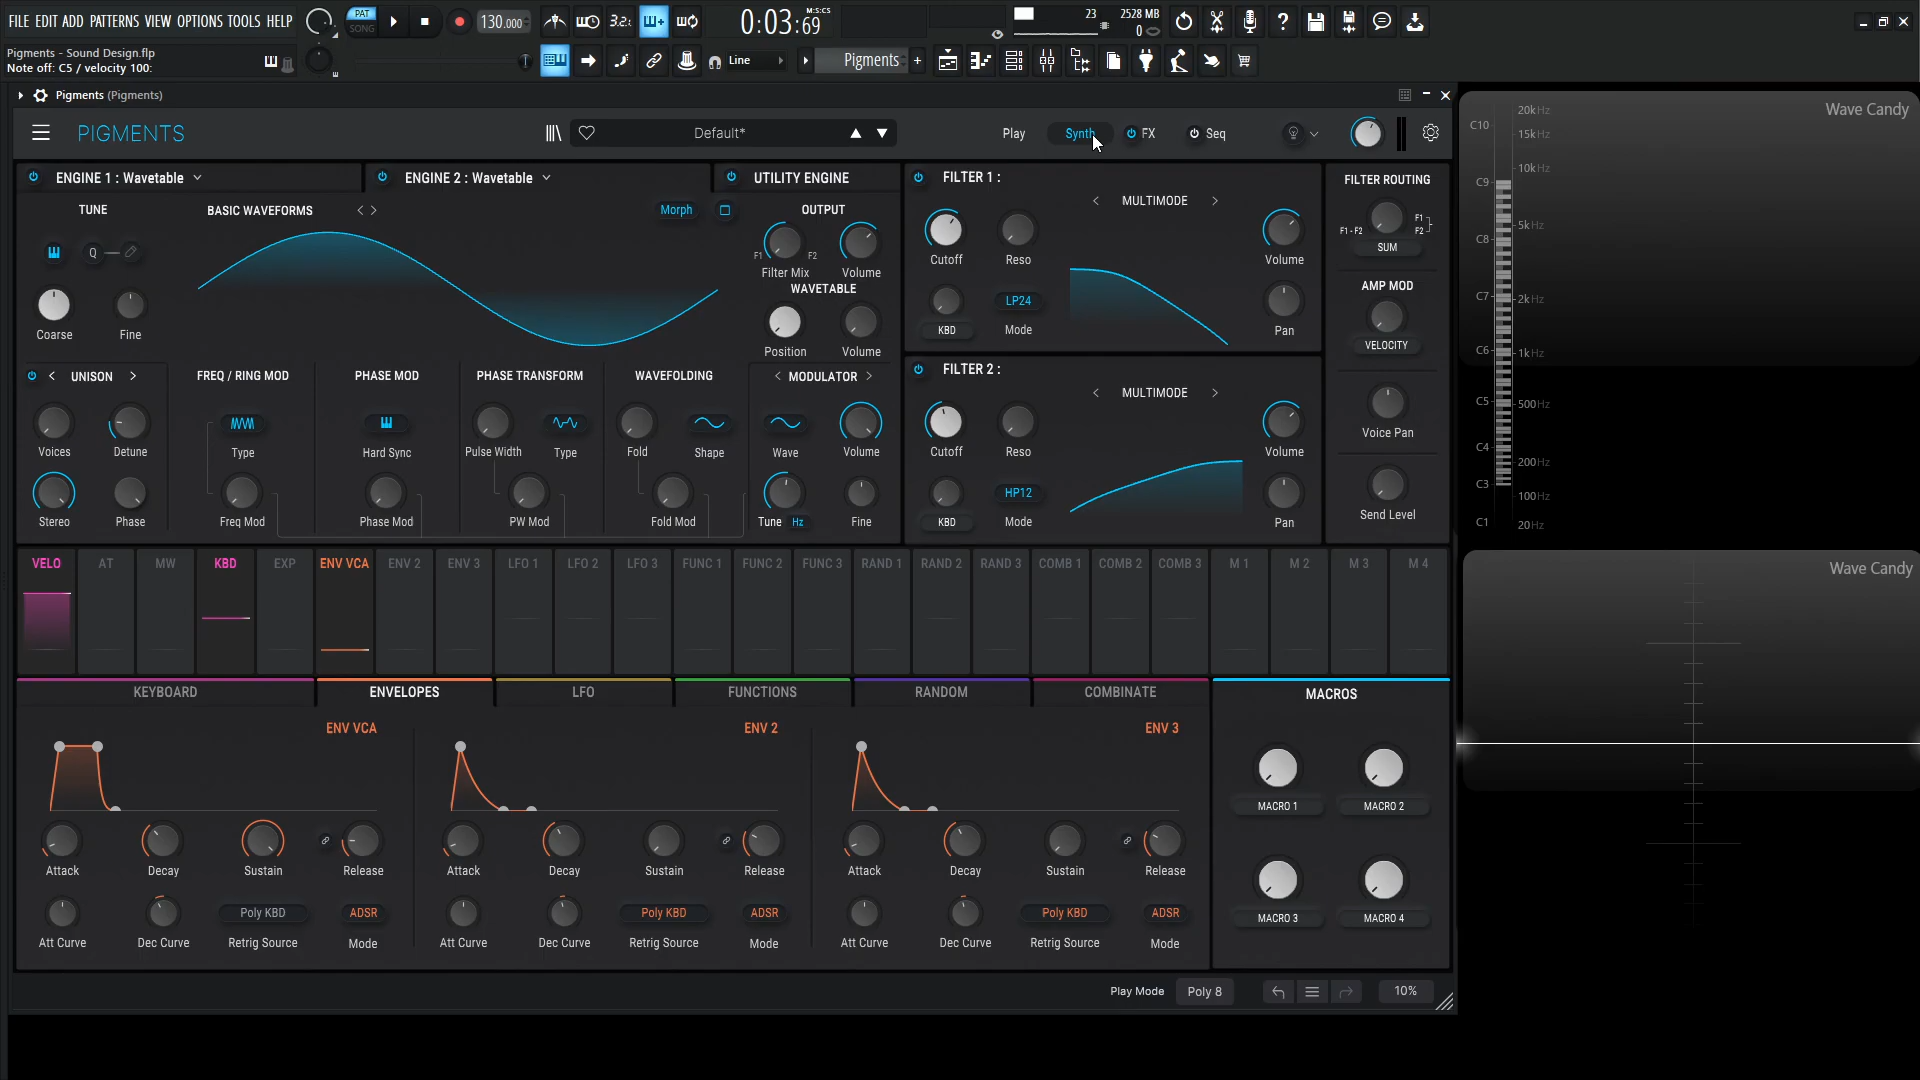 FILE EDIT ADD PATTERNS VIEW OPTIONS TOOLS HELP
PAT
SONG
130.000
3.2
0:03:69
M:S:CS
23
2528 MB
0
Pigments - Sound Design.flp
Note off: C5 / velocity 100:
Line
Pigments
Pigments (Pigments)
PIGMENTS
Default*
Play
Synth
FX
Seq
ENGINE 1 : Wavetable
ENGINE 2 : Wavetable
UTILITY ENGINE
TUNE
BASIC WAVEFORMS
Morph
OUTPUT
Q
F1
F2
Filter Mix
Volume
WAVETABLE
Coarse
Fine
Position
Volume
UNISON
FREQ / RING MOD
PHASE MOD
PHASE TRANSFORM
WAVEFOLDING
MODULATOR
Voices
Detune
Type
Hard Sync
Pulse Width
Type
Fold
Shape
Wave
Volume
Stereo
Phase
Freq Mod
Phase Mod
PW Mod
Fold Mod
Tune
Hz
Fine
FILTER 1 :
MULTIMODE
Cutoff
Reso
Volume
LP24
KBD
Mode
Pan
FILTER 2 :
MULTIMODE
Cutoff
Reso
Volume
HP12
KBD
Mode
Pan
FILTER ROUTING
F1 - F2
F1
F2
SUM
AMP MOD
VELOCITY
Voice Pan
Send Level
VELO
AT
MW
KBD
EXP
ENV VCA
ENV 2
ENV 3
LFO 1
LFO 2
LFO 3
FUNC 1
FUNC 2
FUNC 3
RAND 1
RAND 2
RAND 3
COMB 1
COMB 2
COMB 3
M 1
M 2
M 3
M 4
KEYBOARD
ENVELOPES
LFO
FUNCTIONS
RANDOM
COMBINATE
MACROS
ENV VCA
ENV 2
ENV 3
Attack
Decay
Sustain
Release
Attack
Decay
Sustain
Release
Attack
Decay
Sustain
Release
Poly KBD
ADSR
Poly KBD
ADSR
Poly KBD
ADSR
Att Curve
Dec Curve
Retrig Source
Mode
Att Curve
Dec Curve
Retrig Source
Mode
Att Curve
Dec Curve
Retrig Source
Mode
MACRO 1
MACRO 2
MACRO 3
MACRO 4
Play Mode
Poly 8
10%
Wave Candy
C10
C9
C8
C7
C6
C5
C4
C3
C1
20kHz
15kHz
10kHz
5kHz
2kHz
1kHz
500Hz
200Hz
100Hz
20Hz
Wave Candy